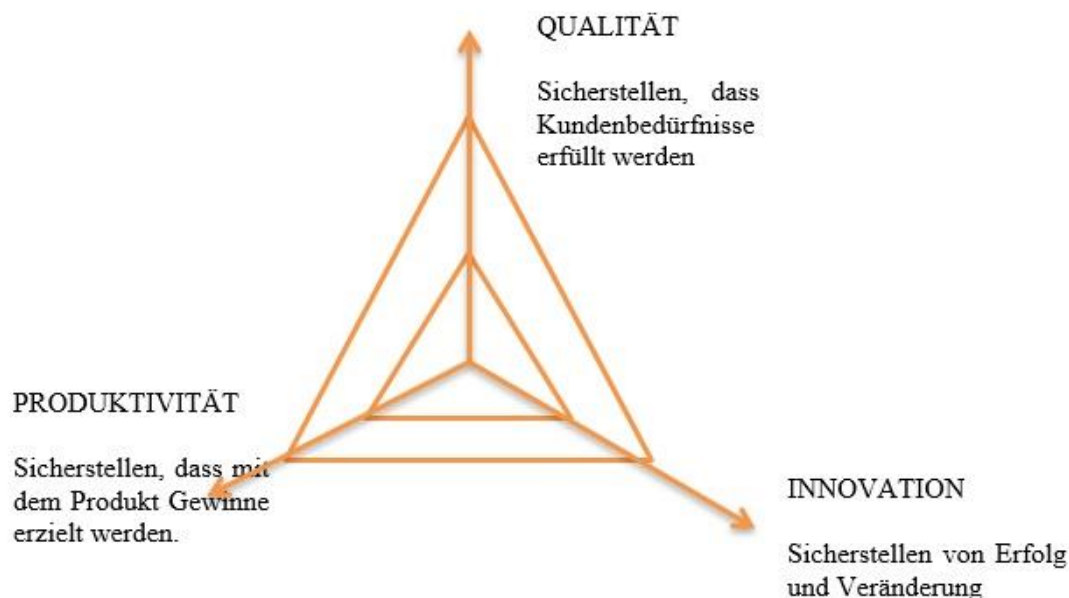 QUALITÄT
Sicherstellen, dass
Kundenbedürfnisse
erfüllt werden
PRODUKTIVITÄT
Sicherstellen, dass mit
dem Produkt Gewinne
erzielt werden.
INNOVATION
Sicherstellen von Erfolg
und Veränderung